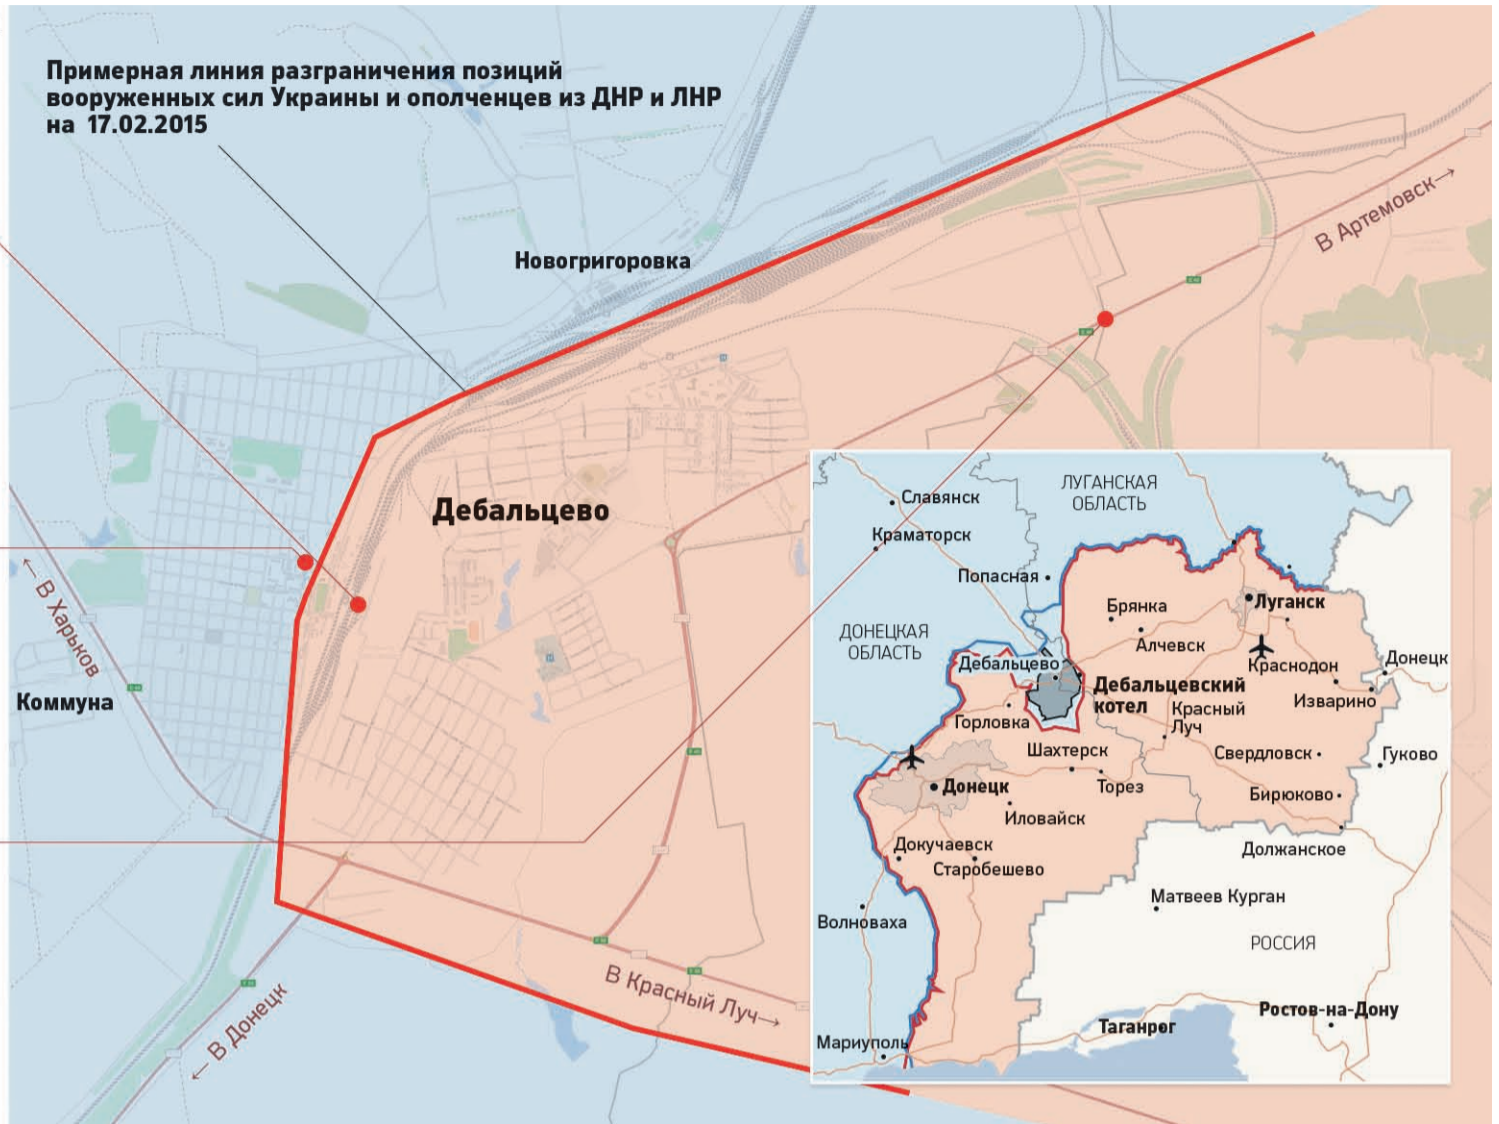 Примерная линия разграничения позиций
вооруженных сил Украины и ополченцев из ДНР и ЛНР
на 17.02.2015
В Артемовск→
Новогригоровка
Дебальцево
← В Харьков
Коммуна
В Красный Луч→
← В Донецк
ЛУГАНСКАЯ
ОБЛАСТЬ
Славянск
Краматорск
Попасная
Брянка
Луганск
ДОНЕЦКАЯ
ОБЛАСТЬ
Алчевск
Дебальцево
Краснодон
Донецк
Дебальцевский
котел
Изварино
Красный
Луч
Горловка
Шахтерск
Свердловск
Гуково
Донецк
Торез
Бирюково
Иловайск
Докучаевск
Старобешево
Должанское
Матвеев Курган
Волноваха
РОССИЯ
Ростов-на-Дону
Таганрог
Мариуполь